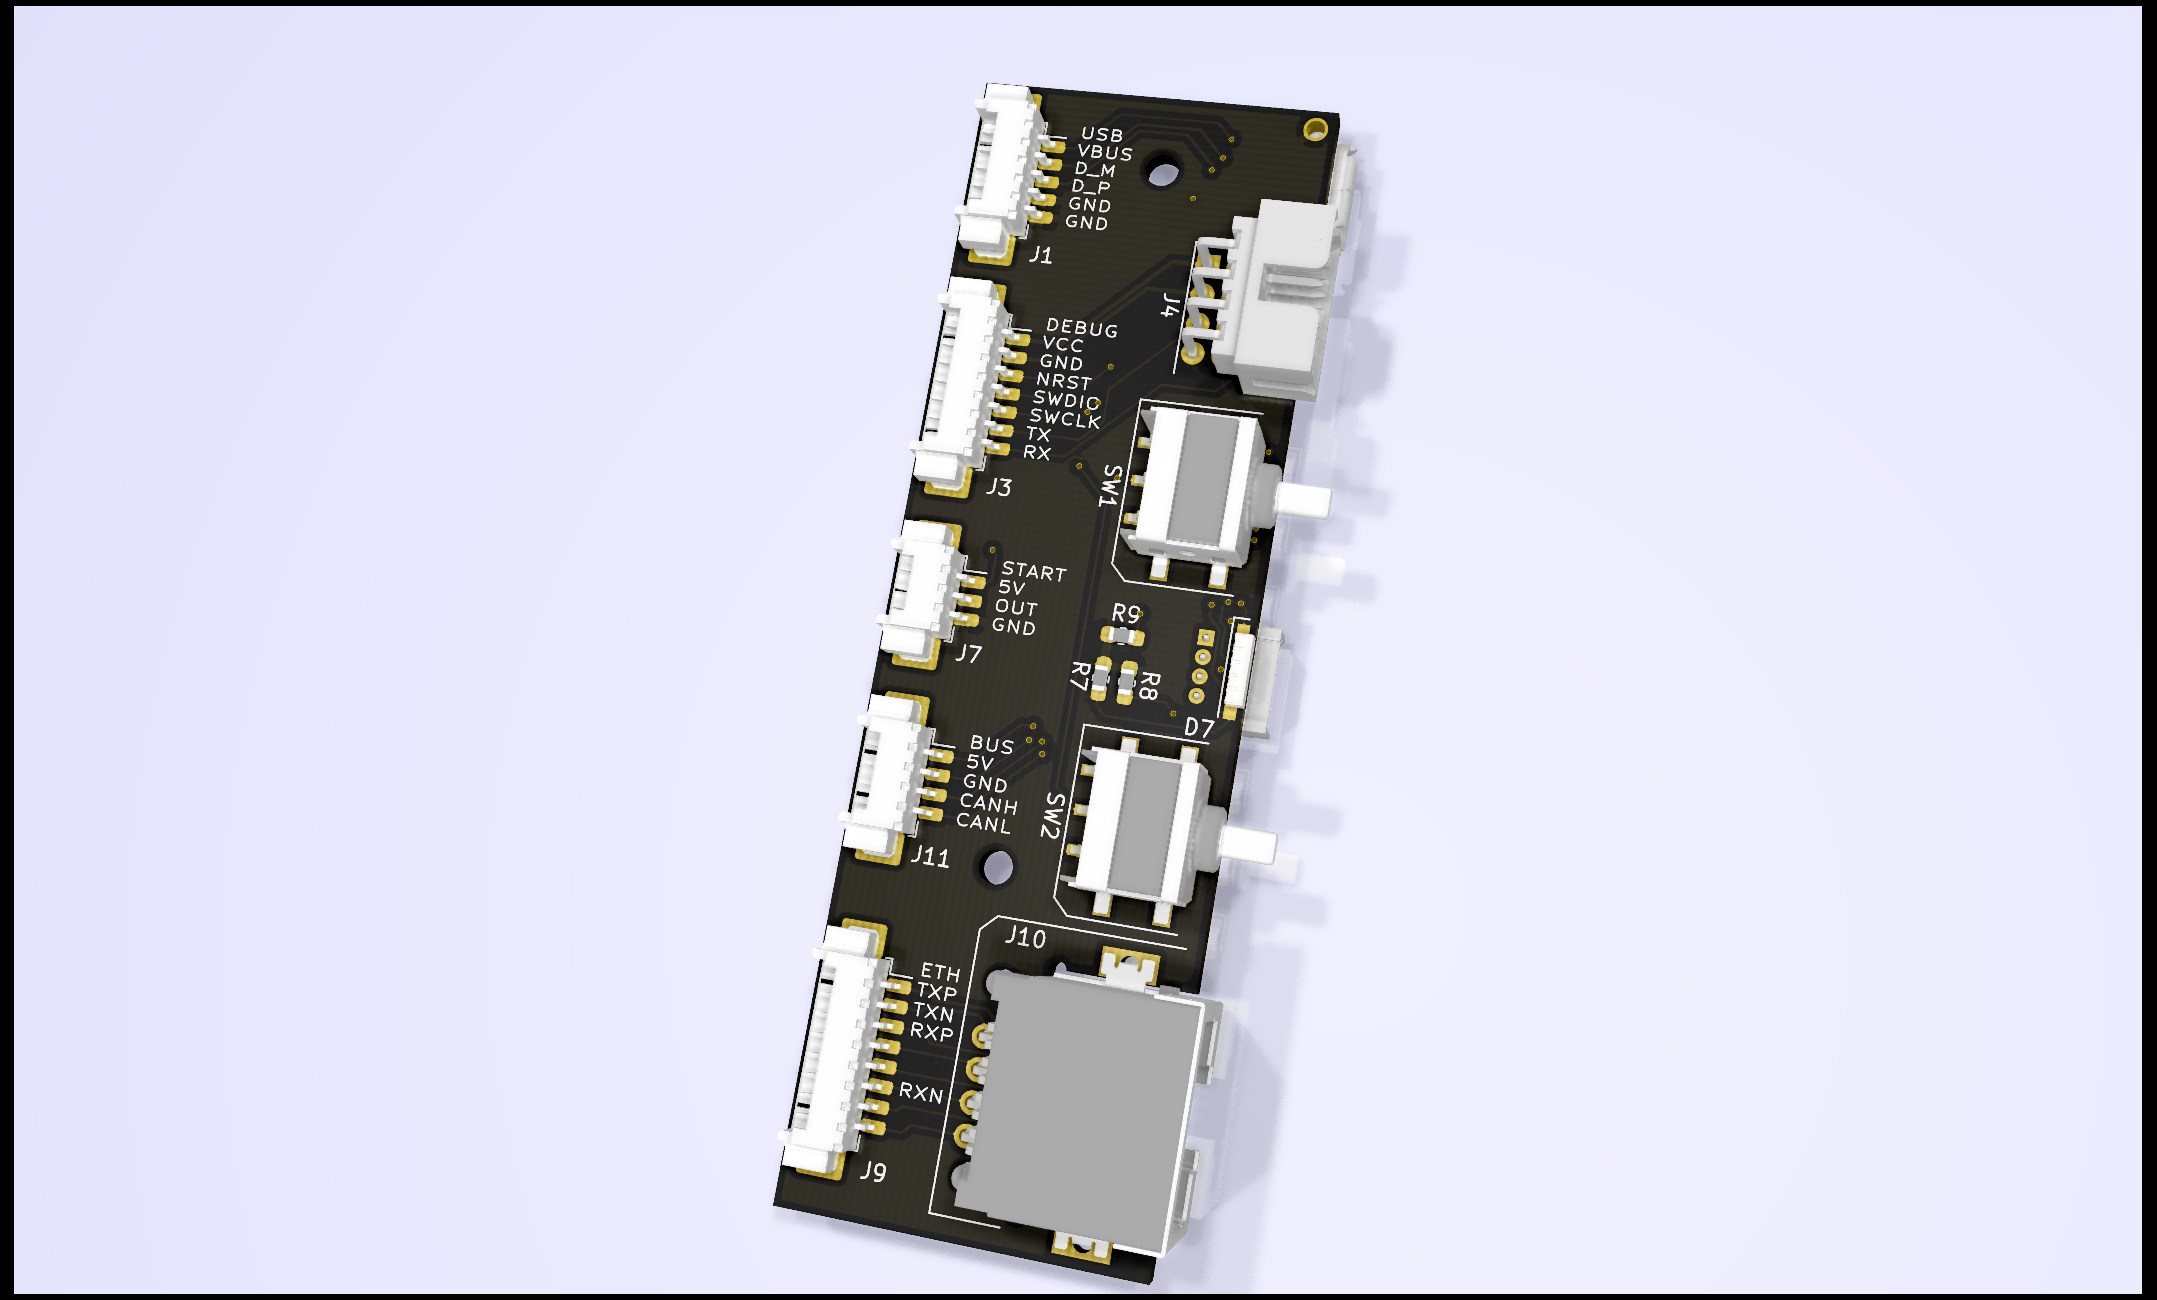 USB
VBUS
D_M
D_P
GND
GND
J1
J4
DEBUG
VCC
GND
NRST
SWDIO
SWCLK
TX
RX
J3
SW1
START
5V
OUT
GND
J7
R9
R7
R8
D7
BUS
5V
GND
CANH
CANL
J11
SW2
J10
ETH
TXP
TXN
RXP
RXN
J9